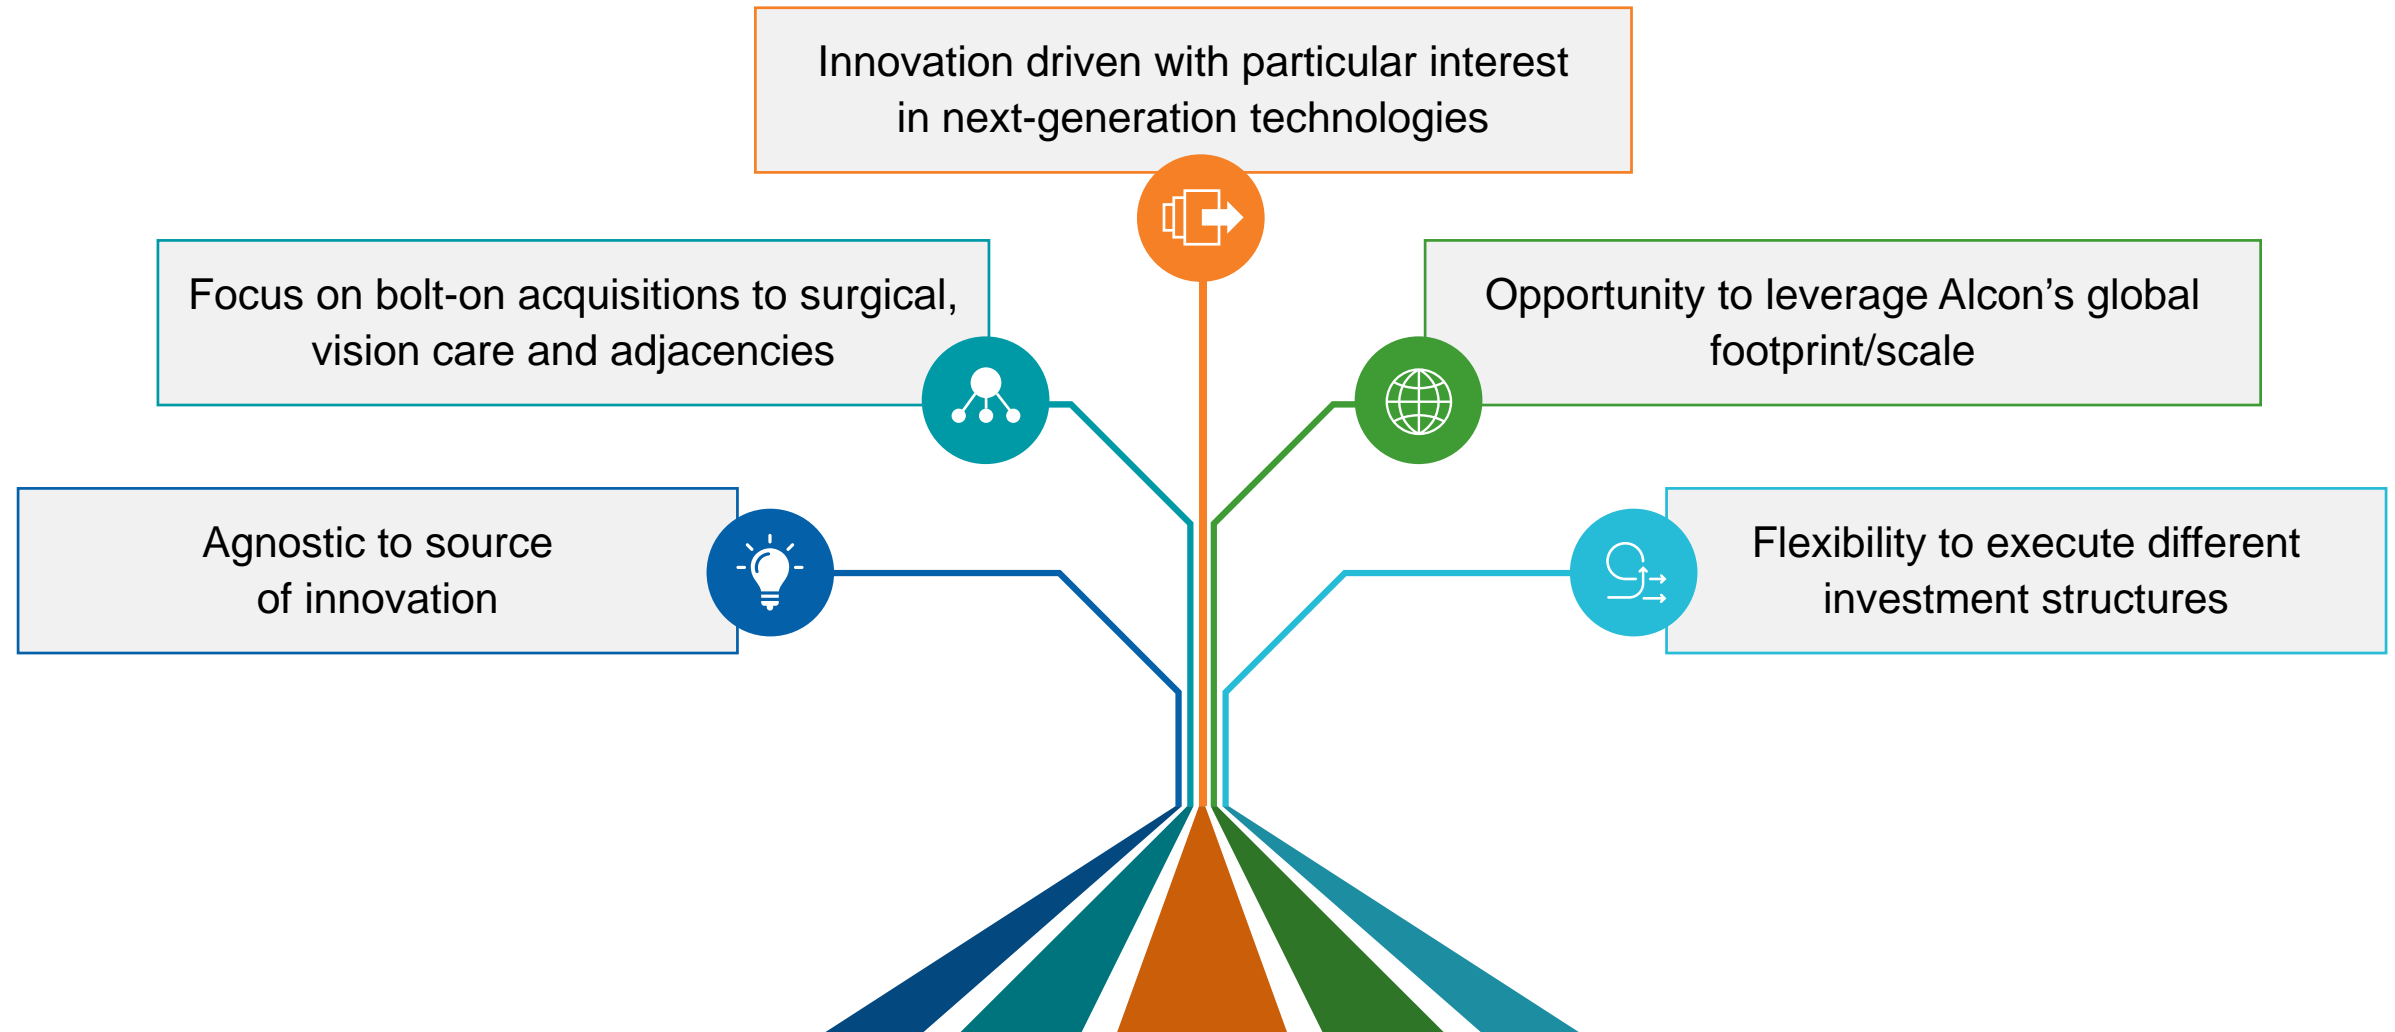 Innovation driven with particular interest
in next-generation technologies
Focus on bolt-on acquisitions to surgical,
vision care and adjacencies
Opportunity to leverage Alcon’s global
footprint/scale
Agnostic to source
of innovation
Flexibility to execute different
investment structures